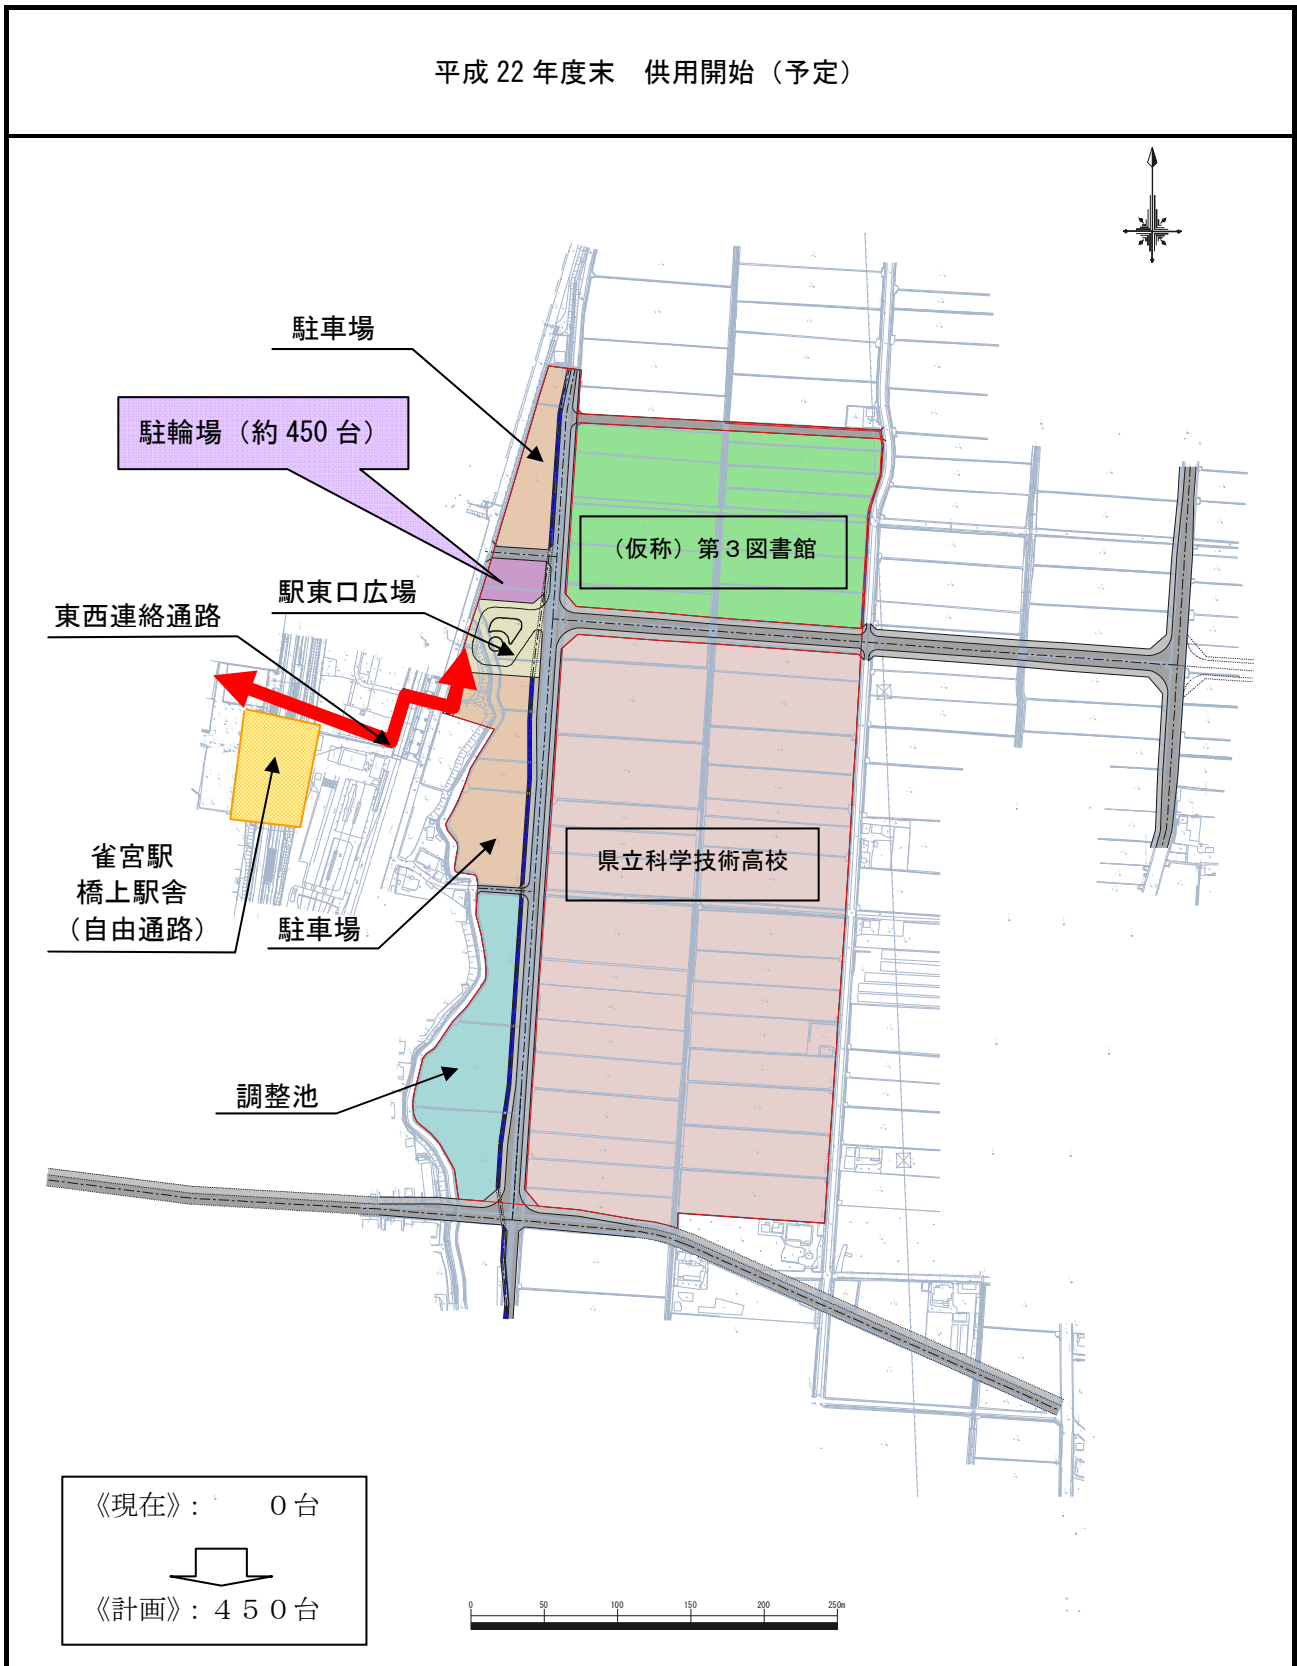 平成 22 年度末　供用開始（予定）
駐車場
駐輪場（約 450 台）
（仮称）第３図書館
駅東口広場
東西連絡通路
県立科学技術高校
雀宮駅
橋上駅舎
（自由通路）
駐車場
調整池
《現在》：　　０台
《計画》：４５０台
0 50 100 150 200 250m